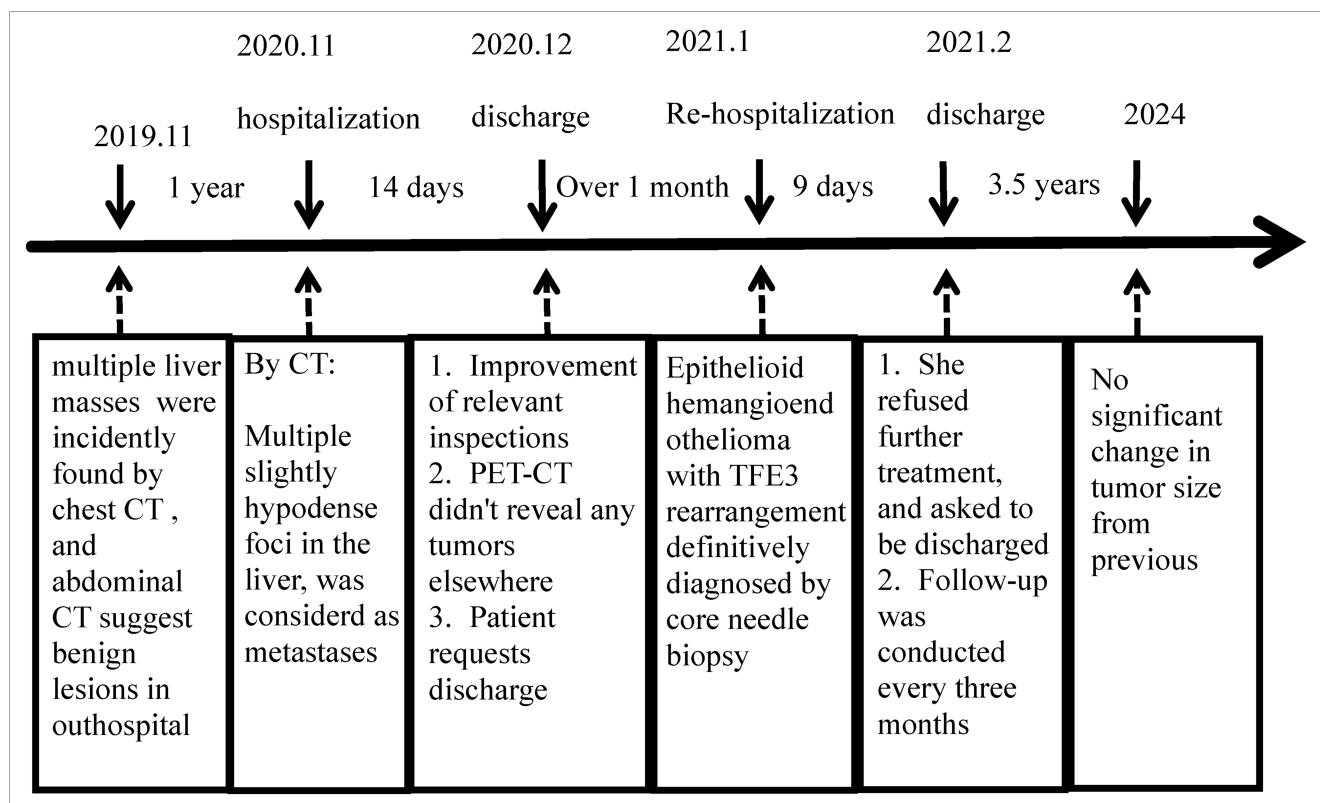 2019.11
2020.11
hospitalization
2020.12
discharge
2021.1
Re-hospitalization
2021.2
discharge
2024
1 year
14 days
Over 1 month
9 days
3.5 years
multiple liver
masses were
incidently
found by
chest CT ,
and
abdominal
CT suggest
benign
lesions in
outhospital
By CT:
Multiple
slightly
hypodense
foci in the
liver, was
considerd as
metastases
1. Improvement
of relevant
inspections
2. PET-CT
didn't reveal any
tumors
elsewhere
3. Patient
requests
discharge
Epithelioid
hemangioend
othelioma
with TFE3
rearrangement
definitively
diagnosed by
core needle
biopsy
1. She
refused
further
treatment,
and asked to
be discharged
2. Follow-up
was
conducted
every three
months
No
significant
change in
tumor size
from
previous